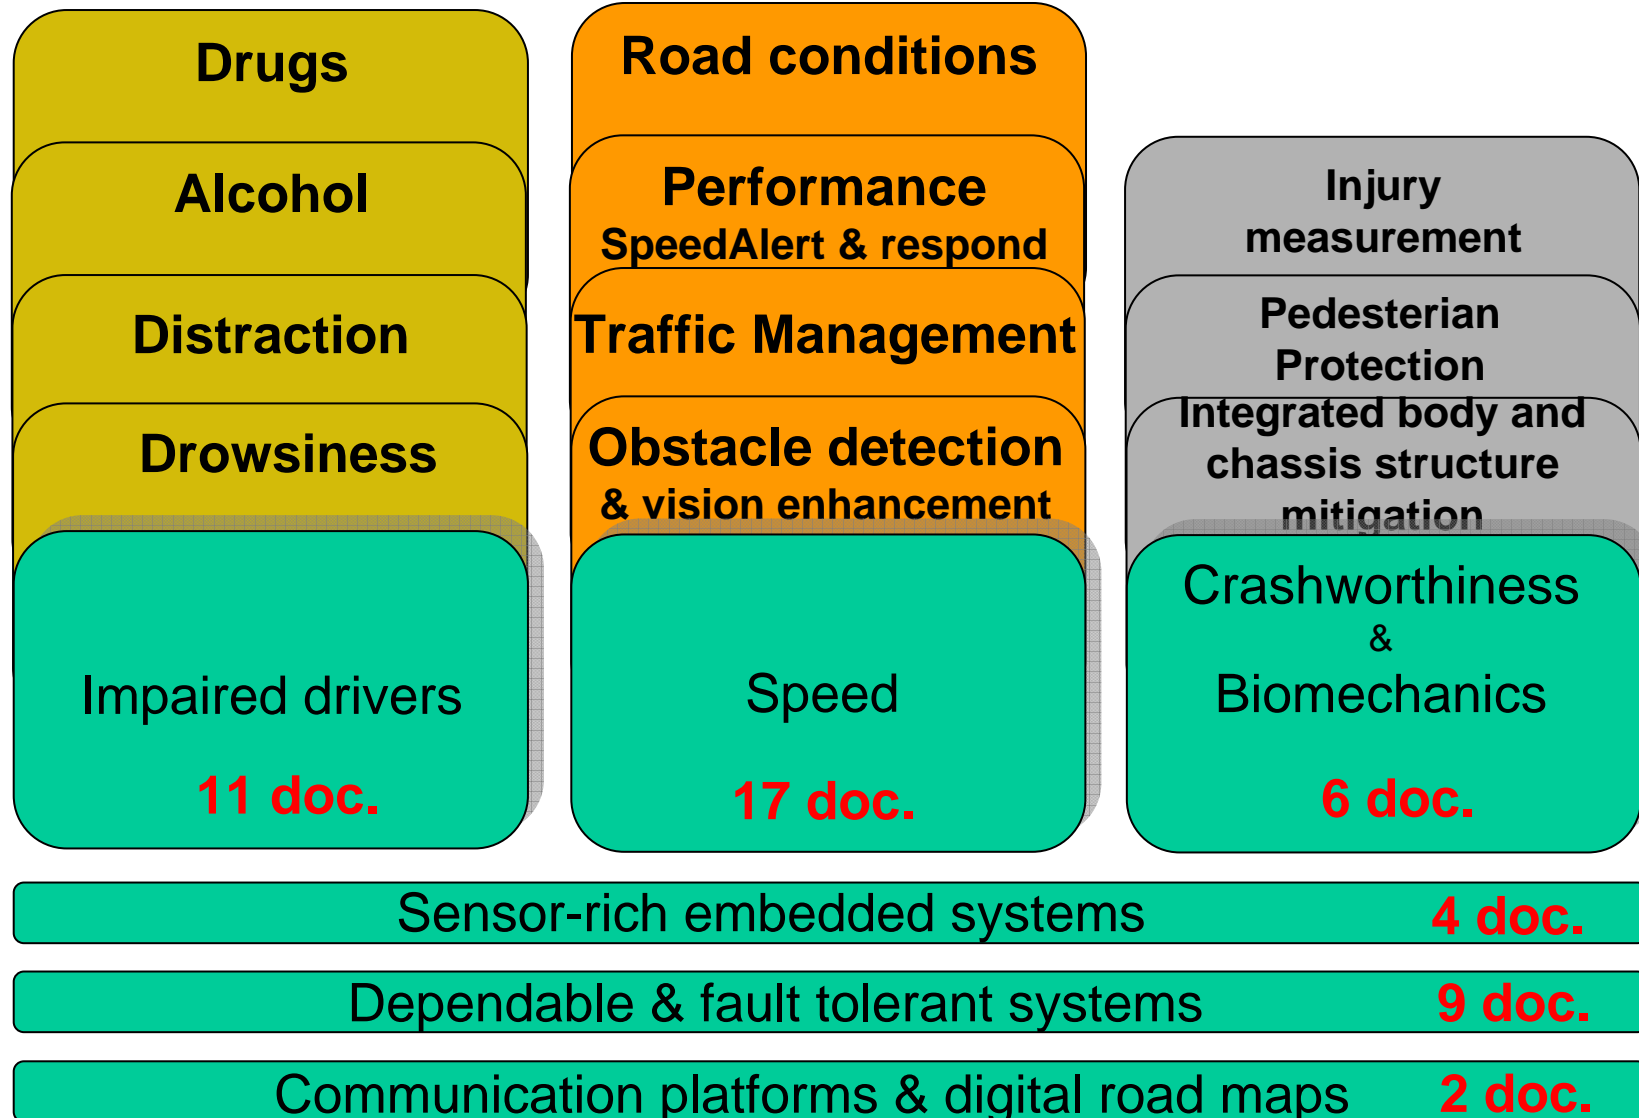 Drugs
Alcohol
Distraction
Drowsiness
Impaired drivers
11 doc.
Road conditions
Performance
SpeedAlert & respond
Traffic Management
Obstacle detection
& vision enhancement
Speed
17 doc.
Injury
measurement
Pedesterian
Protection
Integrated body and
chassis structure
mitigation
Crashworthiness
&
Biomechanics
6 doc.
Sensor-rich embedded systems 4 doc.
Dependable & fault tolerant systems 9 doc.
Communication platforms & digital road maps 2 doc.